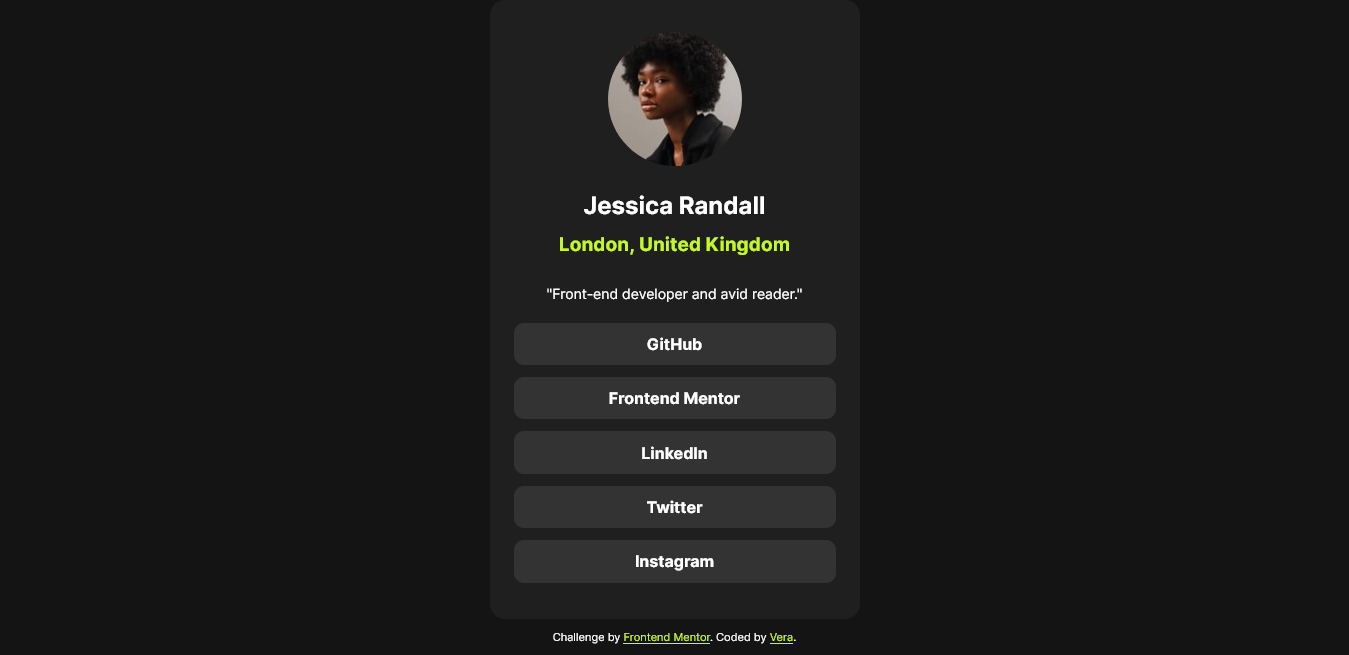 Jessica Randall
London, United Kingdom
"Front-end developer and avid reader."
GitHub
Frontend Mentor
LinkedIn
Twitter
Instagram
Challenge by Frontend Mentor. Coded by Vera.